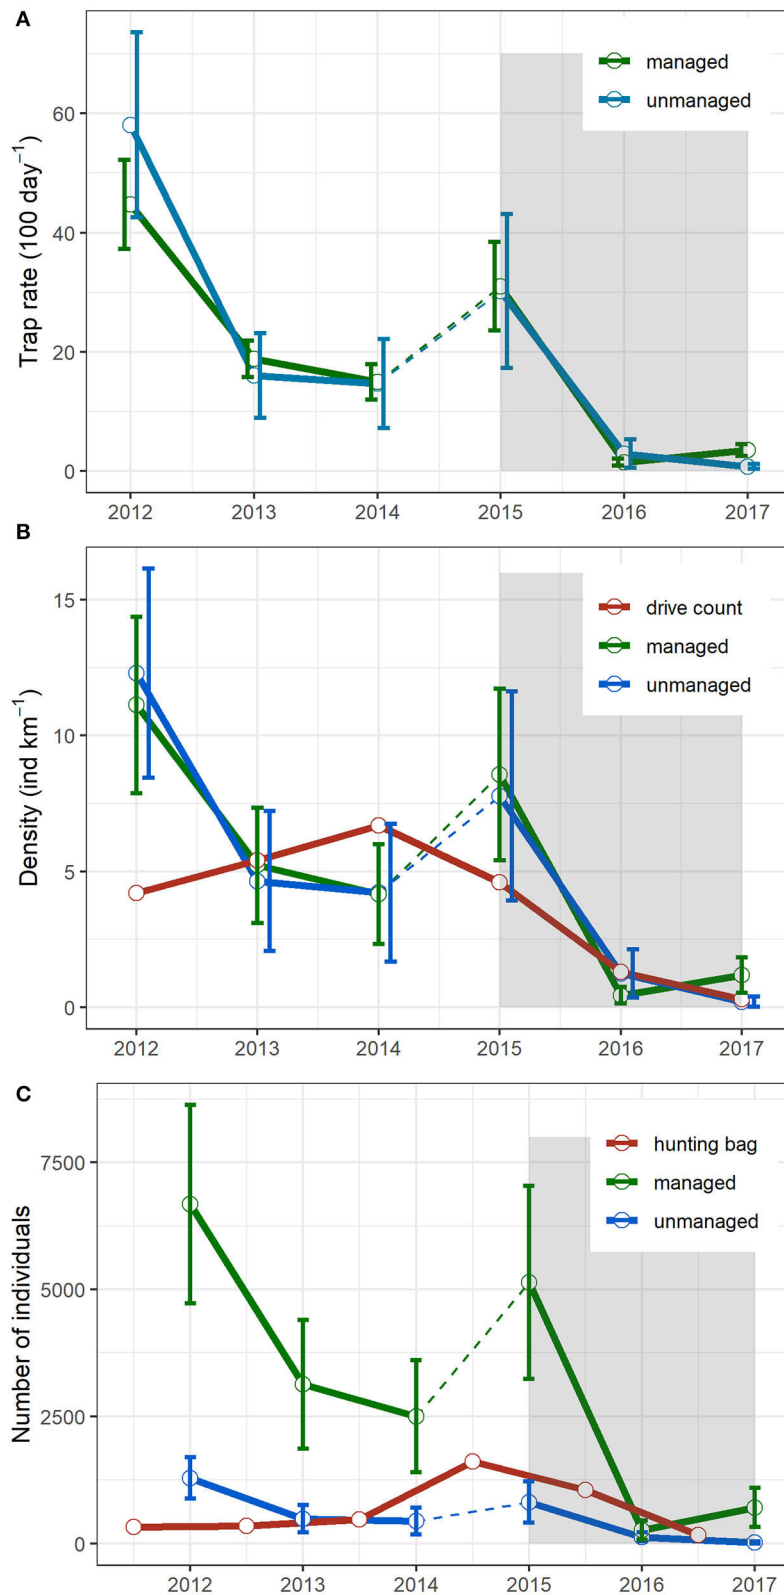 A
Trap rate (100 day⁻¹)
60
40
20
0
managed
unmanaged
2012 2013 2014 2015 2016 2017
B
Density (ind km⁻¹)
15
10
5
0
drive count
managed
unmanaged
2012 2013 2014 2015 2016 2017
C
Number of individuals
7500
5000
2500
0
hunting bag
managed
unmanaged
2012 2013 2014 2015 2016 2017